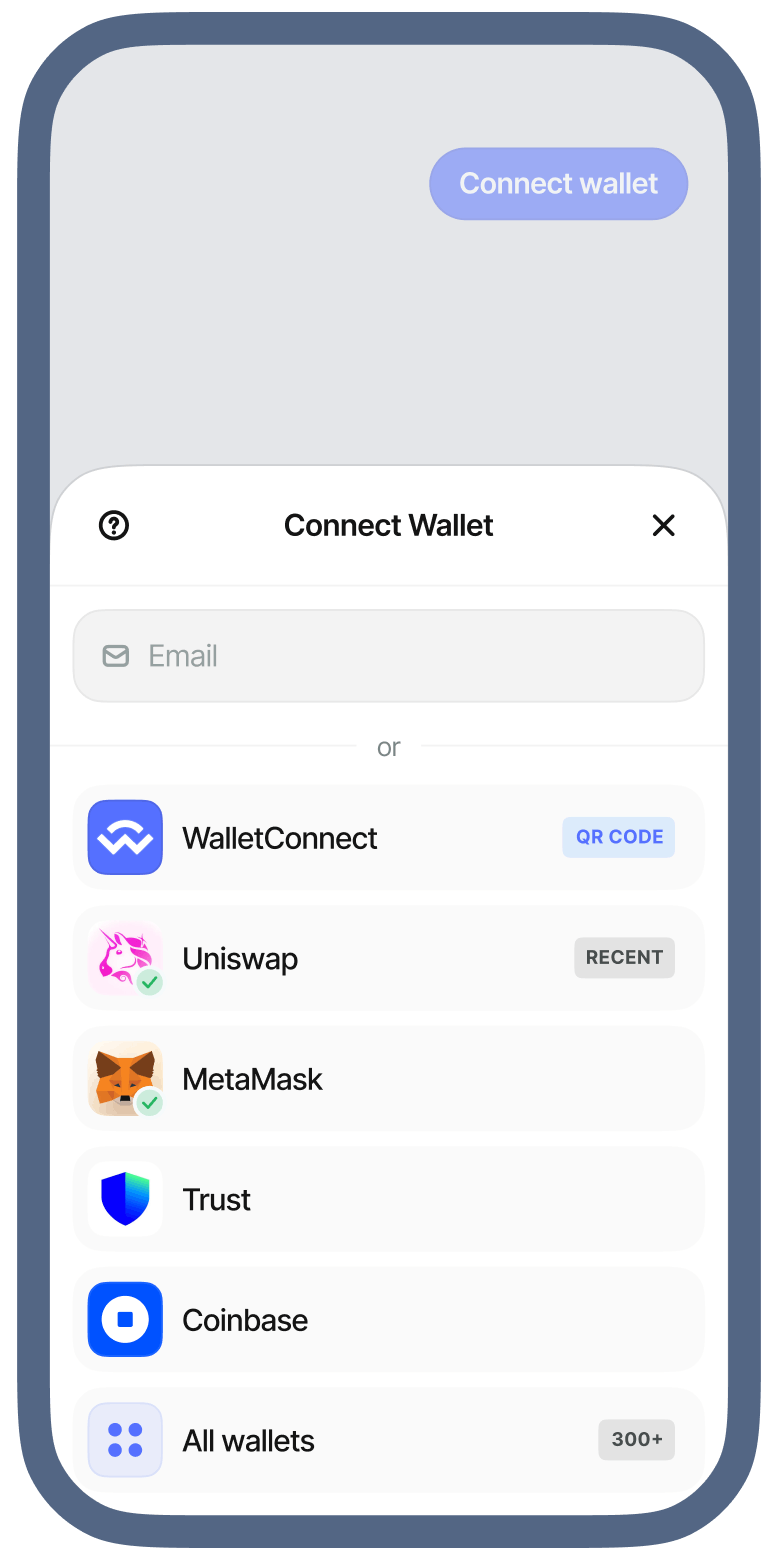 Connect wallet
Connect Wallet
Email
or
WalletConnect QR CODE
Uniswap RECENT
MetaMask
Trust
Coinbase
All wallets 300+